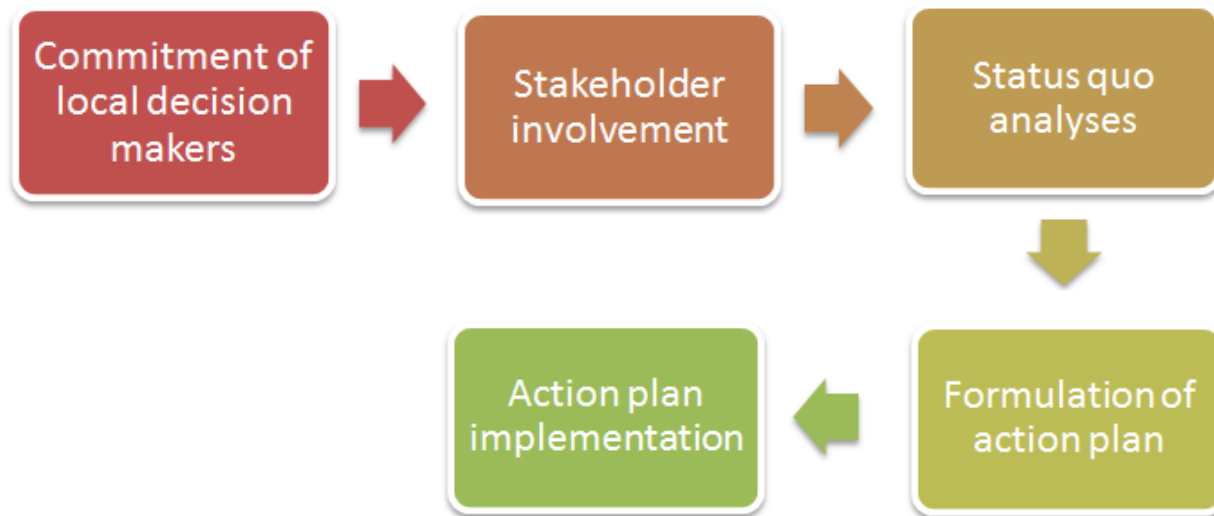 Commitment of
local decision
makers
Stakeholder
involvement
Status quo
analyses
Formulation of
action plan
Action plan
implementation